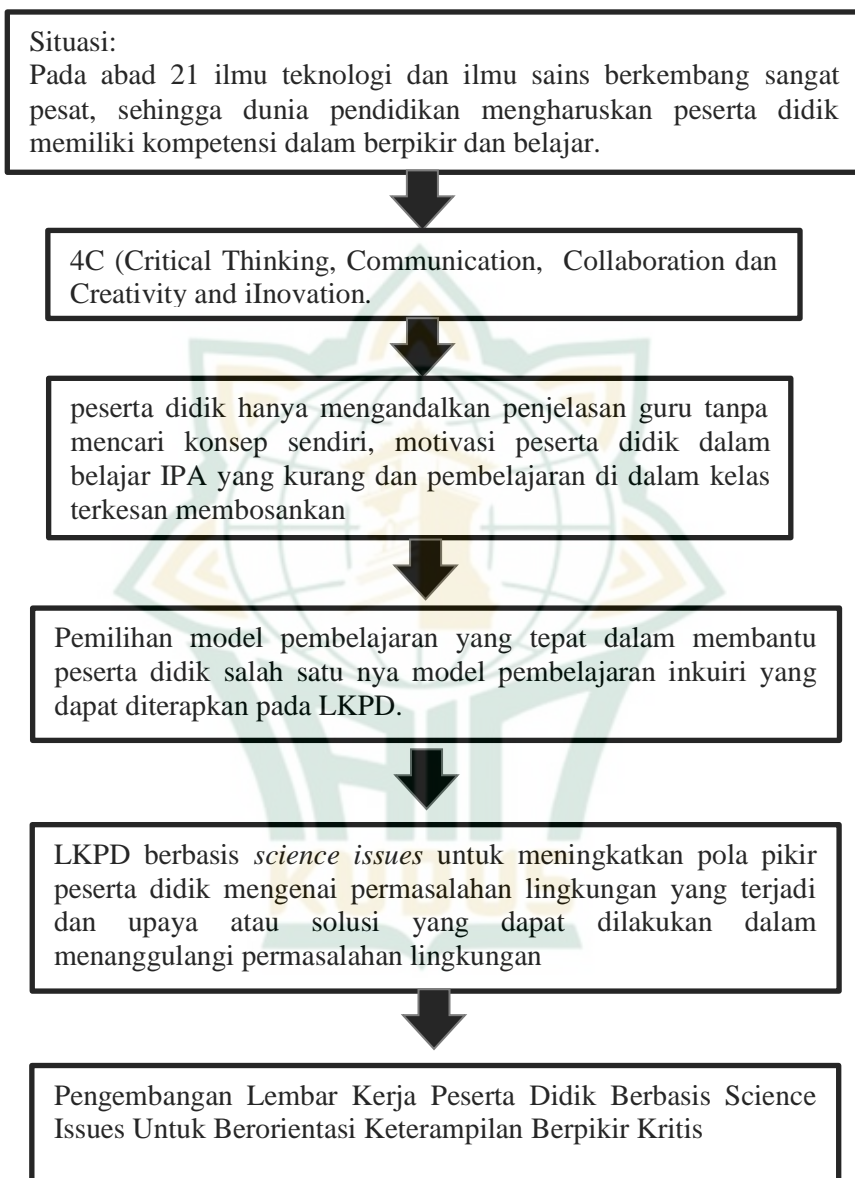 Situasi:
Pada abad 21 ilmu teknologi dan ilmu sains berkembang sangat
pesat, sehingga dunia pendidikan mengharuskan peserta didik
memiliki kompetensi dalam berpikir dan belajar.
4C (Critical Thinking, Communication, Collaboration dan
Creativity and iInovation.
peserta didik hanya mengandalkan penjelasan guru tanpa
mencari konsep sendiri, motivasi peserta didik dalam
belajar IPA yang kurang dan pembelajaran di dalam kelas
terkesan membosankan
Pemilihan model pembelajaran yang tepat dalam membantu
peserta didik salah satu nya model pembelajaran inkuiri yang
dapat diterapkan pada LKPD.
LKPD berbasis science issues untuk meningkatkan pola pikir
peserta didik mengenai permasalahan lingkungan yang terjadi
dan upaya atau solusi yang dapat dilakukan dalam
menanggulangi permasalahan lingkungan
KUDUS
Pengembangan Lembar Kerja Peserta Didik Berbasis Science
Issues Untuk Berorientasi Keterampilan Berpikir Kritis